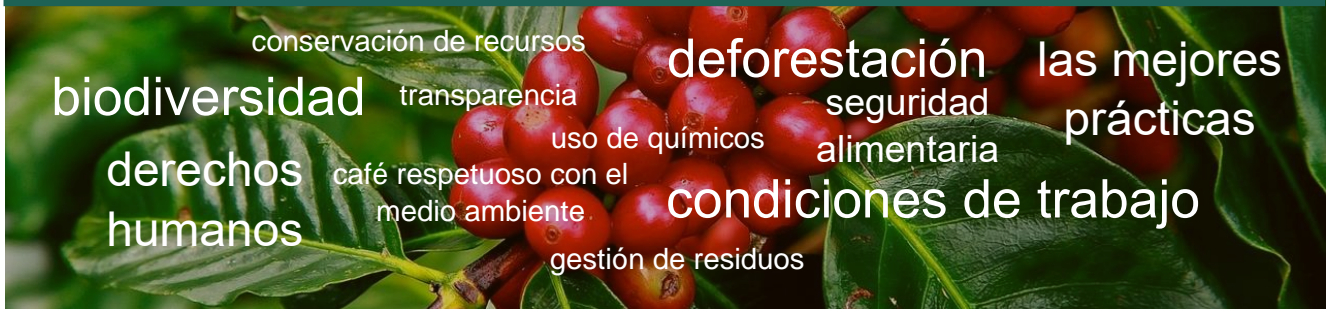 conservación de recursos
biodiversidad
transparencia
derechos
humanos
café respetuoso con el
medio ambiente
uso de químicos
gestión de residuos
deforestación
seguridad
alimentaria
condiciones de trabajo
las mejores
prácticas